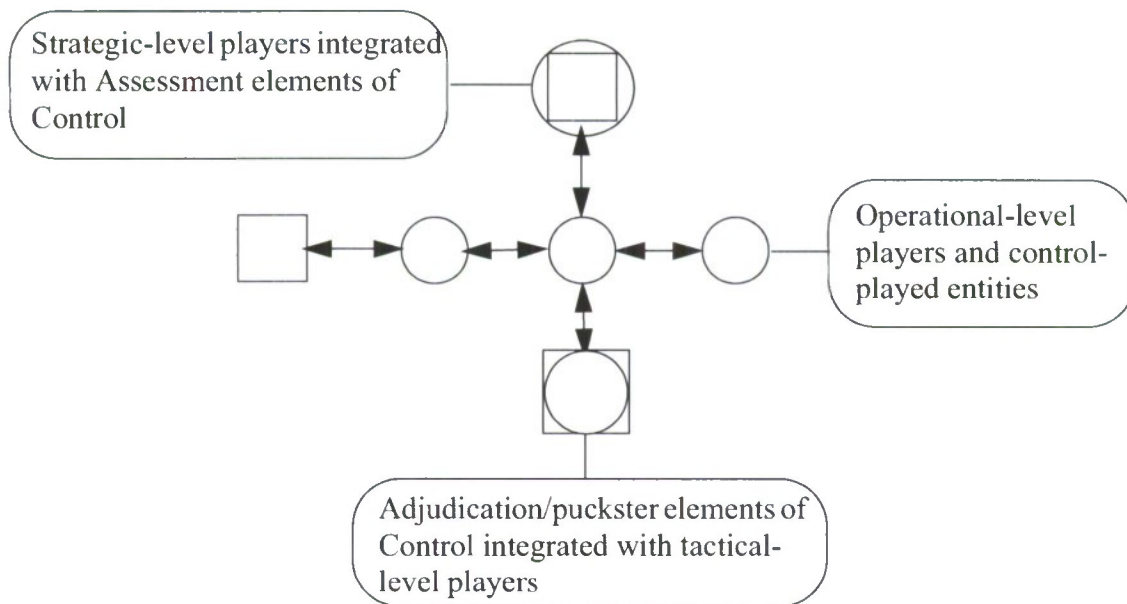 Strategic-level players integrated
with Assessment elements of
Control
Operational-level
players and control-
played entities
Adjudication/puckster elements of
Control integrated with tactical-
level players